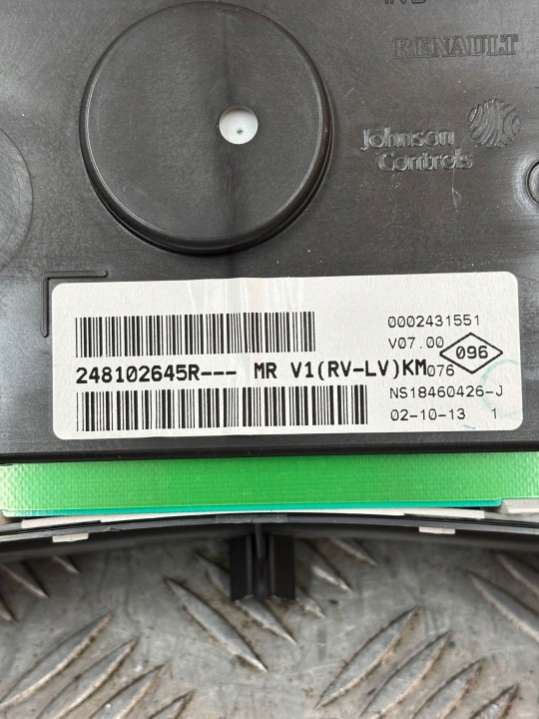 RENAULT
Johnson
Controls
0002431551
V07.00
096
248102645R--- MR V1(RV-LV)KM
076
NS18460426-J
02-10-13 1